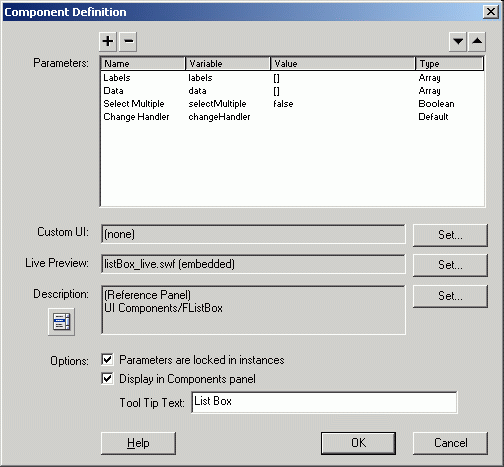 Component Definition
Parameters:
Name Variable Value Type
Labels labels [] Array
Data data [] Array
Select Multiple selectMultiple false Boolean
Change Handler changeHandler Default
Custom UI: (none) Set...
Live Preview: listBox_live.swf (embedded) Set...
Description: (Reference Panel) Set...
UI Components/FListBox
Options: Parameters are locked in instances
Display in Components panel
Tool Tip Text: List Box
Help OK Cancel